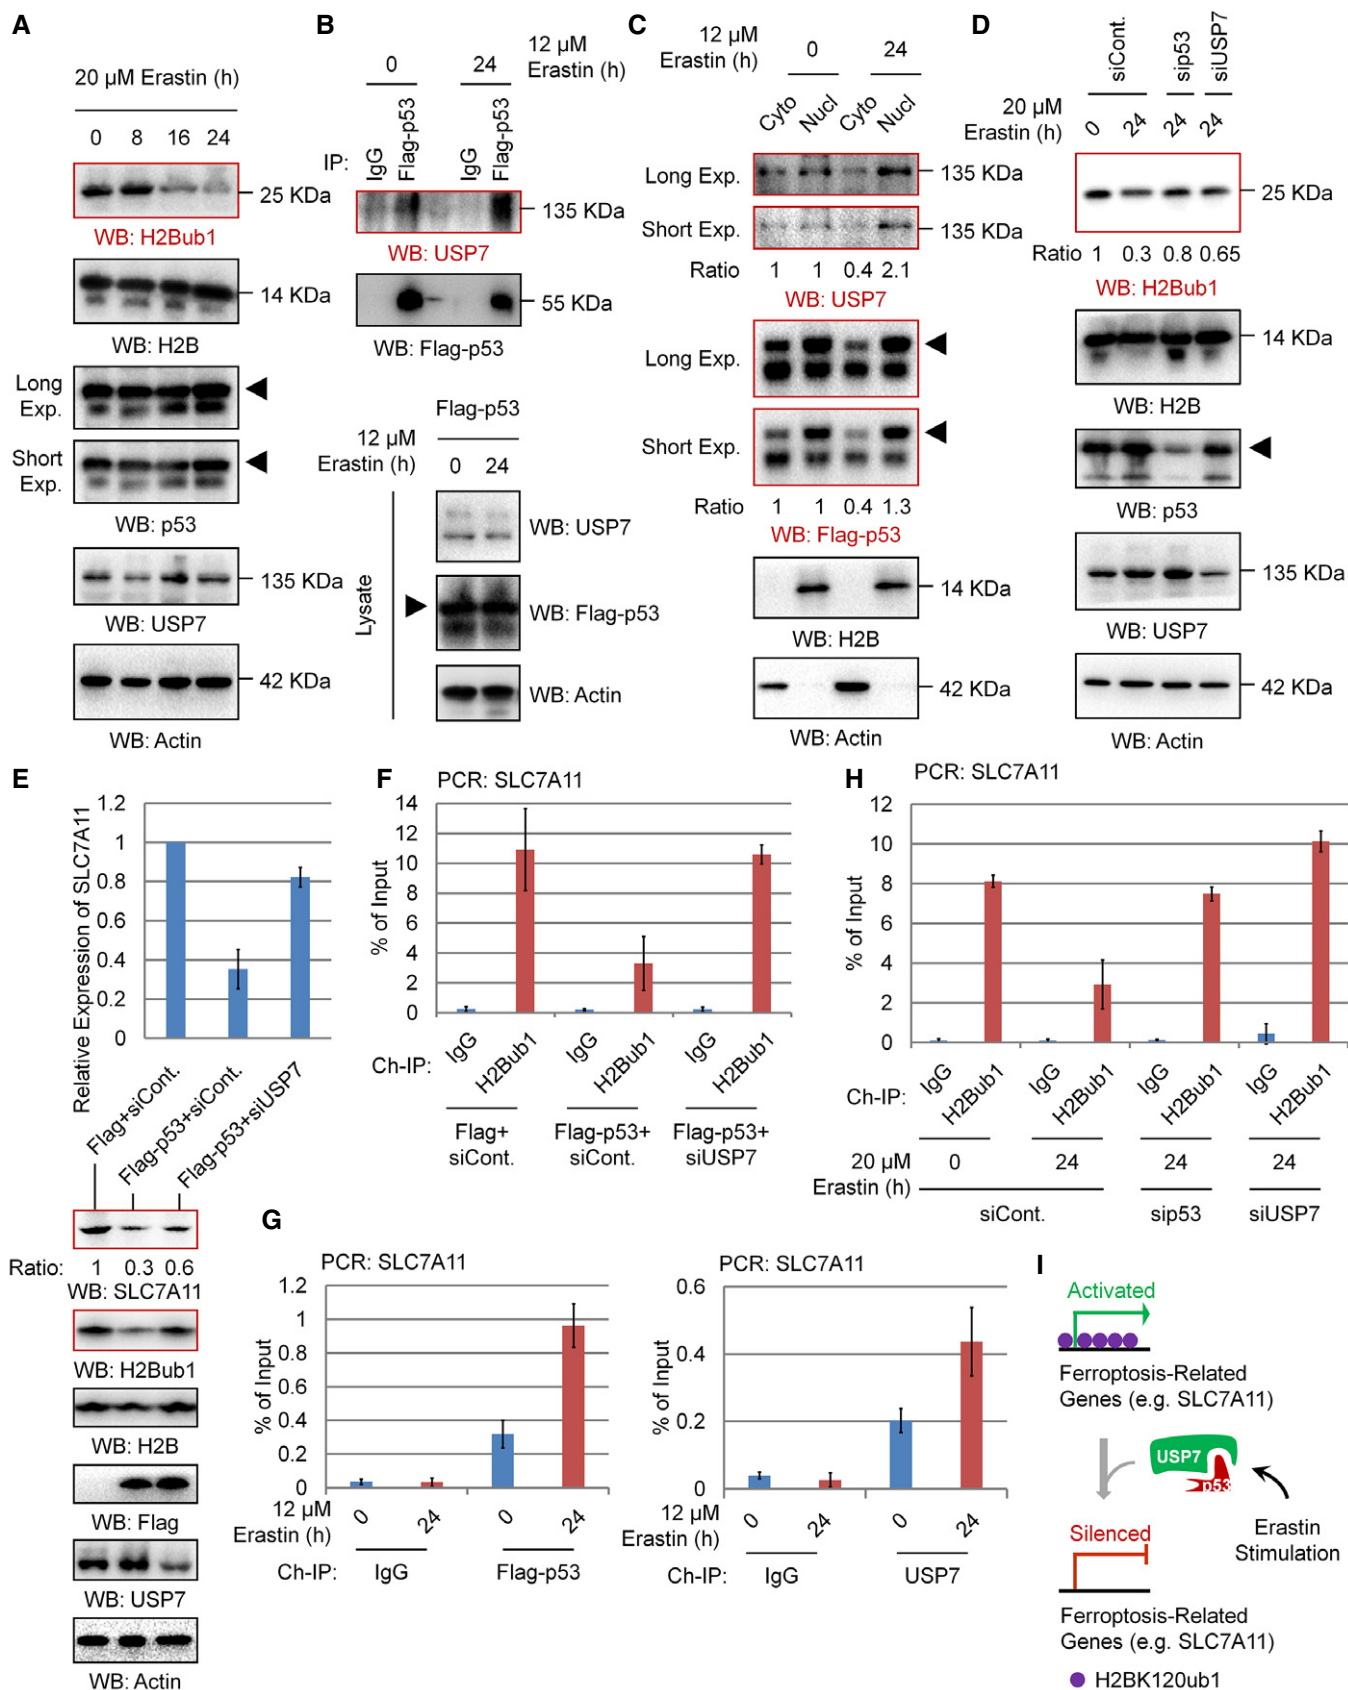 A
20 µM Erastin (h)
0 8 16 24
25 KDa
WB: H2Bub1
14 KDa
WB: H2B
Long
Exp.
Short
Exp.
WB: p53
135 KDa
WB: USP7
42 KDa
WB: Actin
B
12 µM
Erastin (h)
0 24
IP:
IgG
Flag-p53
IgG
Flag-p53
135 KDa
WB: USP7
55 KDa
WB: Flag-p53
Flag-p53
12 µM
Erastin (h)
0 24
Lysate
WB: USP7
WB: Flag-p53
WB: Actin
C
12 µM
Erastin (h)
0 24
Cyto
Nucl
Cyto
Nucl
Long Exp.
135 KDa
Short Exp.
135 KDa
Ratio 1 1 0.4 2.1
WB: USP7
Long Exp.
Short Exp.
Ratio 1 1 0.4 1.3
WB: Flag-p53
14 KDa
WB: H2B
42 KDa
WB: Actin
D
siCont.
sip53
siUSP7
20 µM
Erastin (h)
0
24
24
24
25 KDa
Ratio 1 0.3 0.8 0.65
WB: H2Bub1
14 KDa
WB: H2B
WB: p53
135 KDa
WB: USP7
42 KDa
WB: Actin
E
Relative Expression of SLC7A11
1.2
1
0.8
0.6
0.4
0.2
0
Flag+siCont.
Flag-p53+siCont.
Flag-p53+siUSP7
Ratio: 1 0.3 0.6
WB: SLC7A11
WB: H2Bub1
WB: H2B
WB: Flag
WB: USP7
WB: Actin
F
PCR: SLC7A11
% of Input
14
12
10
8
6
4
2
0
Ch-IP:
IgG
H2Bub1
IgG
H2Bub1
IgG
H2Bub1
Flag+
siCont.
Flag-p53+
siCont.
Flag-p53+
siUSP7
H
PCR: SLC7A11
% of Input
12
10
8
6
4
2
0
Ch-IP:
IgG
H2Bub1
IgG
H2Bub1
IgG
H2Bub1
IgG
H2Bub1
20 µM
Erastin (h)
0 24 24 24
siCont. sip53 siUSP7
G
PCR: SLC7A11
% of Input
1.2
1
0.8
0.6
0.4
0.2
0
12 µM
Erastin (h)
0
24
0
24
Ch-IP: IgG Flag-p53
PCR: SLC7A11
% of Input
0.6
0.4
0.2
0
12 µM
Erastin (h)
0
24
0
24
Ch-IP: IgG USP7
I
Activated
Ferroptosis-Related
Genes (e.g. SLC7A11)
USP7
p53
Erastin
Stimulation
Silenced
Ferroptosis-Related
Genes (e.g. SLC7A11)
H2BK120ub1